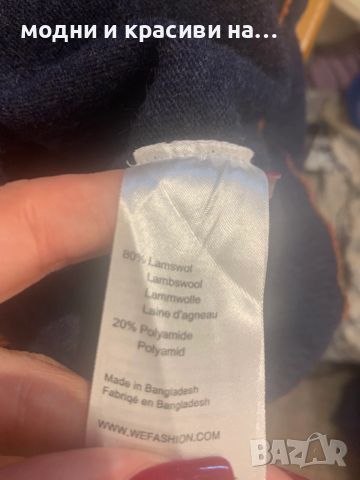 модни и красиви на...
80% Lamswol
Lambswool
Lammwolle
Laine d'agneau
20% Polyamide
Polyamid
Made in Bangladesh
Fabriqé en Bangladesh
WWW.WEFASHION.COM
BAZAR
bg